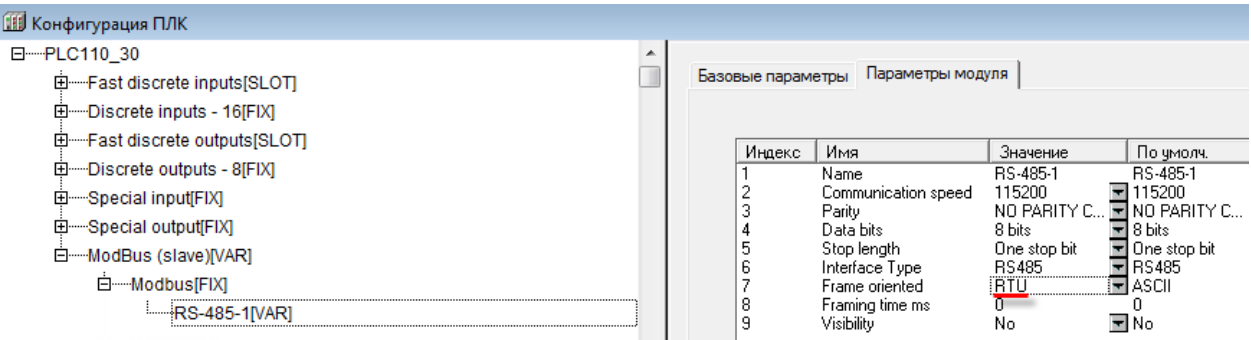 Конфигурация ПЛК
PLC110_30
Fast discrete inputs[SLOT]
Discrete inputs - 16[FIX]
Fast discrete outputs[SLOT]
Discrete outputs - 8[FIX]
Special input[FIX]
Special output[FIX]
ModBus (slave)[VAR]
Modbus[FIX]
RS-485-1[VAR]
Базовые параметры Параметры модуля
Индекс Имя Значение По умолч.
1 Name RS-485-1 RS-485-1
2 Communication speed 115200 115200
3 Parity NO PARITY C... NO PARITY C...
4 Data bits 8 bits 8 bits
5 Stop length One stop bit One stop bit
6 Interface Type RS485 RS485
7 Frame oriented RTU ASCII
8 Framing time ms 0 0
9 Visibility No No